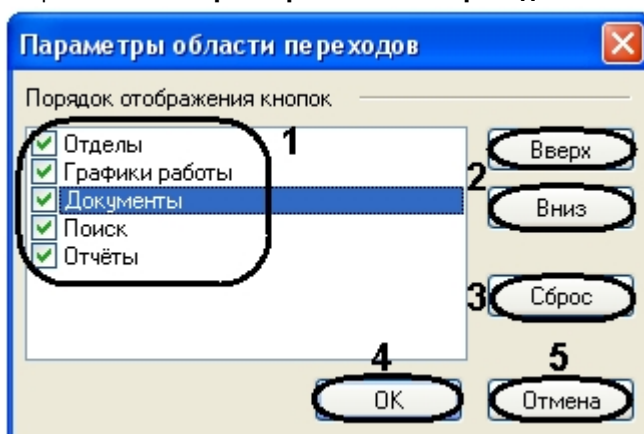 Параметры области переходов
Порядок отображения кнопок
Отделы
Графики работы
Документы
Поиск
Отчёты
1
Вверх
2
Вниз
3
Сброс
4
5
OK
Отмена